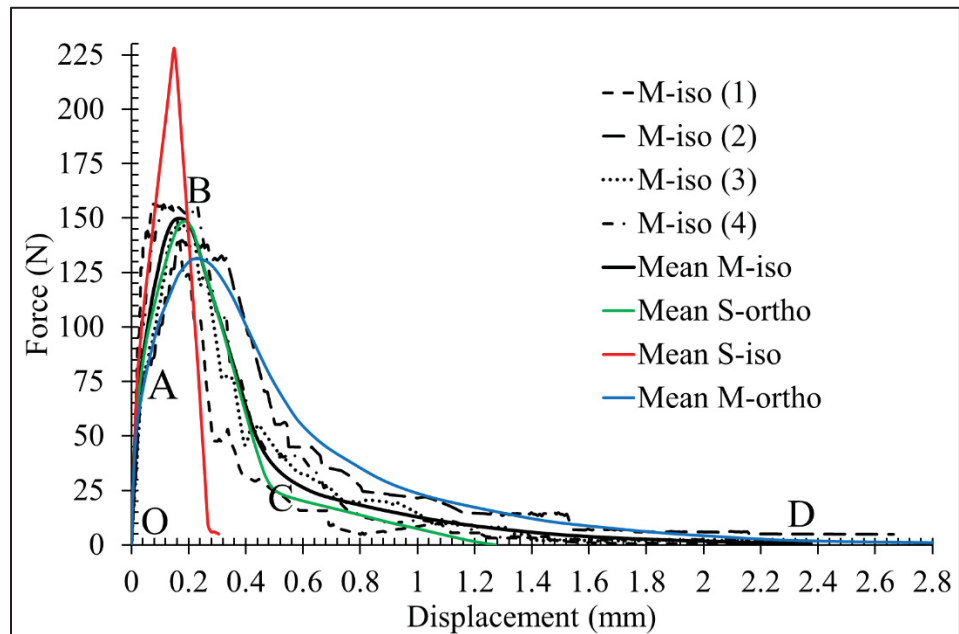 225
200
175
150
125
100
75
50
25
0
Force (N)
0 0.2 0.4 0.6 0.8 1 1.2 1.4 1.6 1.8 2 2.2 2.4 2.6 2.8
Displacement (mm)
O
A
B
C
D
M-iso (1)
M-iso (2)
M-iso (3)
M-iso (4)
Mean M-iso
Mean S-ortho
Mean S-iso
Mean M-ortho